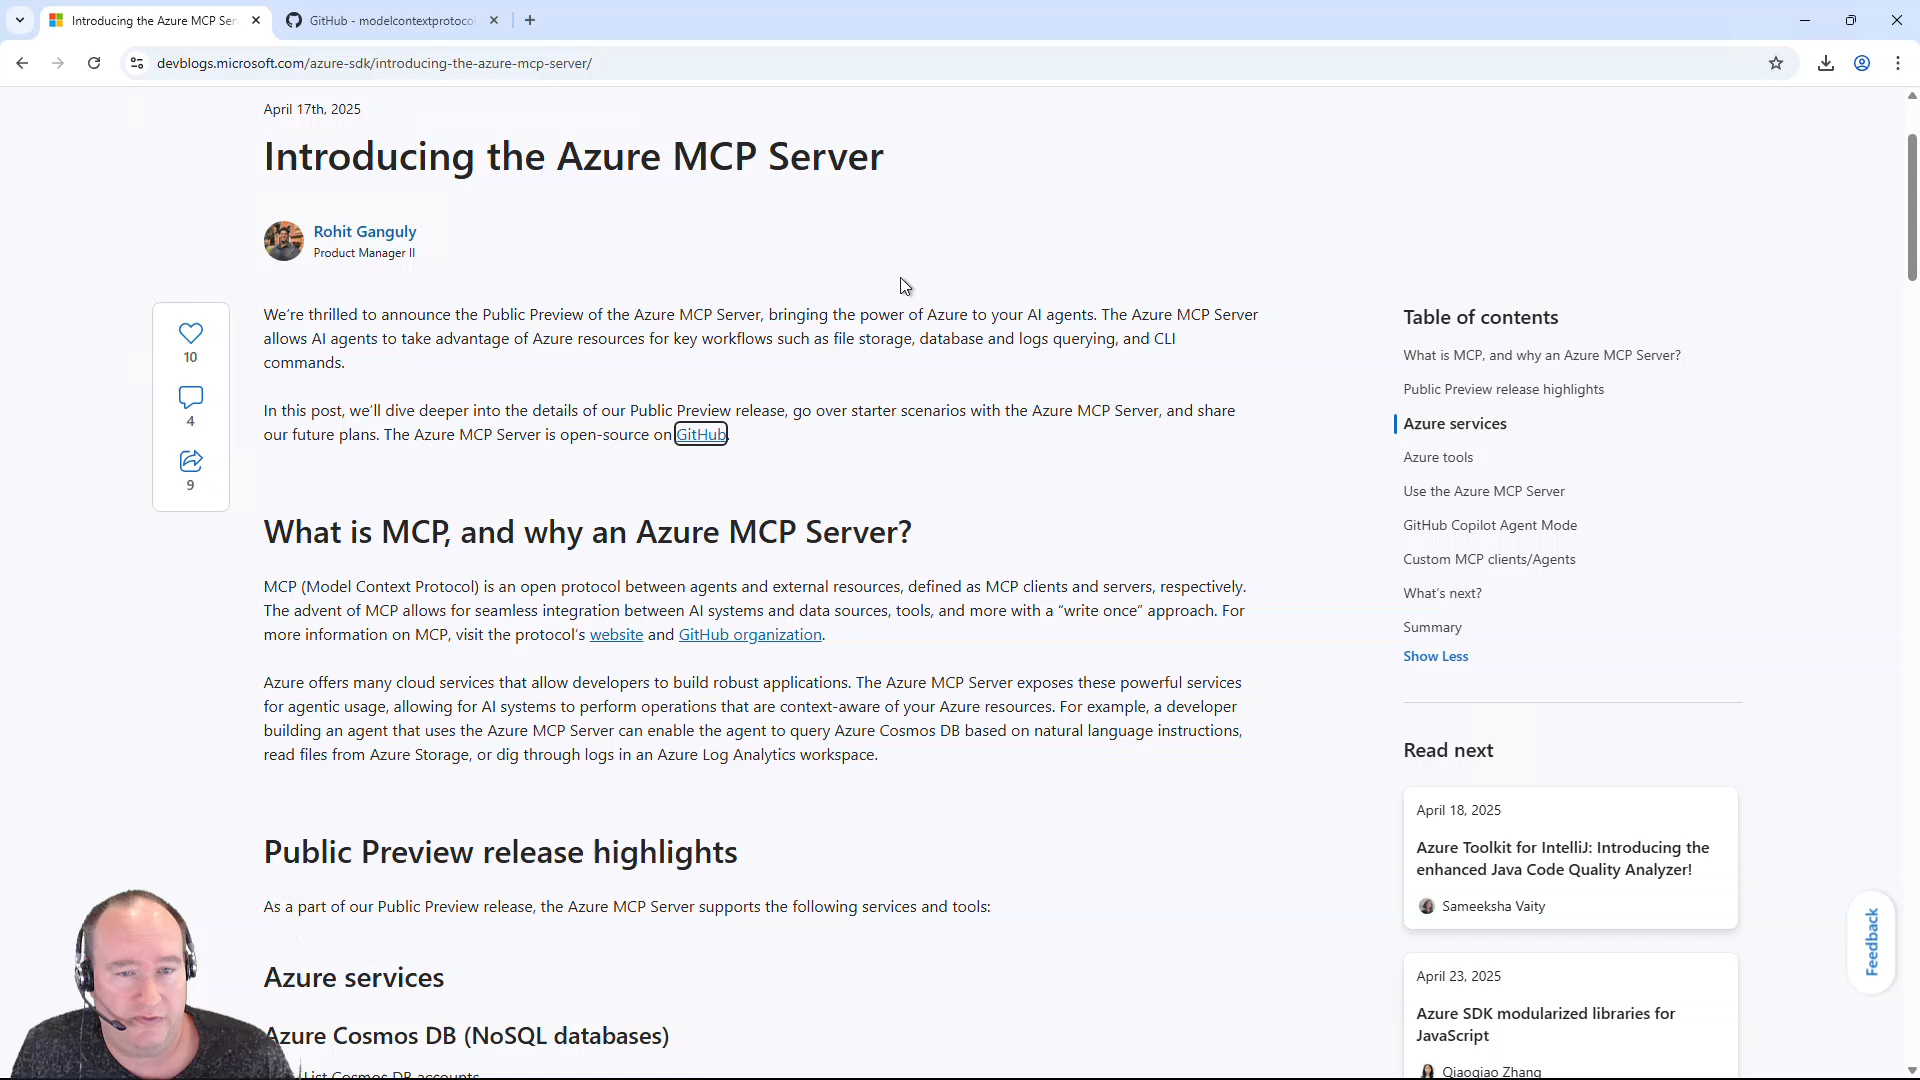 Introducing the Azure MCP Ser
GitHub - modelcontextprotoco
devblogs.microsoft.com/azure-sdk/introducing-the-azure-mcp-server/
April 17th, 2025
Introducing the Azure MCP Server
Rohit Ganguly
Product Manager II
10
4
9
We're thrilled to announce the Public Preview of the Azure MCP Server, bringing the power of Azure to your AI agents. The Azure MCP Server
allows AI agents to take advantage of Azure resources for key workflows such as file storage, database and logs querying, and CLI
commands.
In this post, we'll dive deeper into the details of our Public Preview release, go over starter scenarios with the Azure MCP Server, and share
our future plans. The Azure MCP Server is open-source on GitHub.
What is MCP, and why an Azure MCP Server?
MCP (Model Context Protocol) is an open protocol between agents and external resources, defined as MCP clients and servers, respectively.
The advent of MCP allows for seamless integration between AI systems and data sources, tools, and more with a “write once” approach. For
more information on MCP, visit the protocol's website and GitHub organization.
Azure offers many cloud services that allow developers to build robust applications. The Azure MCP Server exposes these powerful services
for agentic usage, allowing for AI systems to perform operations that are context-aware of your Azure resources. For example, a developer
building an agent that uses the Azure MCP Server can enable the agent to query Azure Cosmos DB based on natural language instructions,
read files from Azure Storage, or dig through logs in an Azure Log Analytics workspace.
Public Preview release highlights
As a part of our Public Preview release, the Azure MCP Server supports the following services and tools:
Azure services
Azure Cosmos DB (NoSQL databases)
List Cosmos DB accounts
Table of contents
What is MCP, and why an Azure MCP Server?
Public Preview release highlights
Azure services
Azure tools
Use the Azure MCP Server
GitHub Copilot Agent Mode
Custom MCP clients/Agents
What's next?
Summary
Show Less
Read next
April 18, 2025
Azure Toolkit for IntelliJ: Introducing the
enhanced Java Code Quality Analyzer!
Sameeksha Vaity
April 23, 2025
Azure SDK modularized libraries for
JavaScript
Qiaoqiao Zhang
Feedback